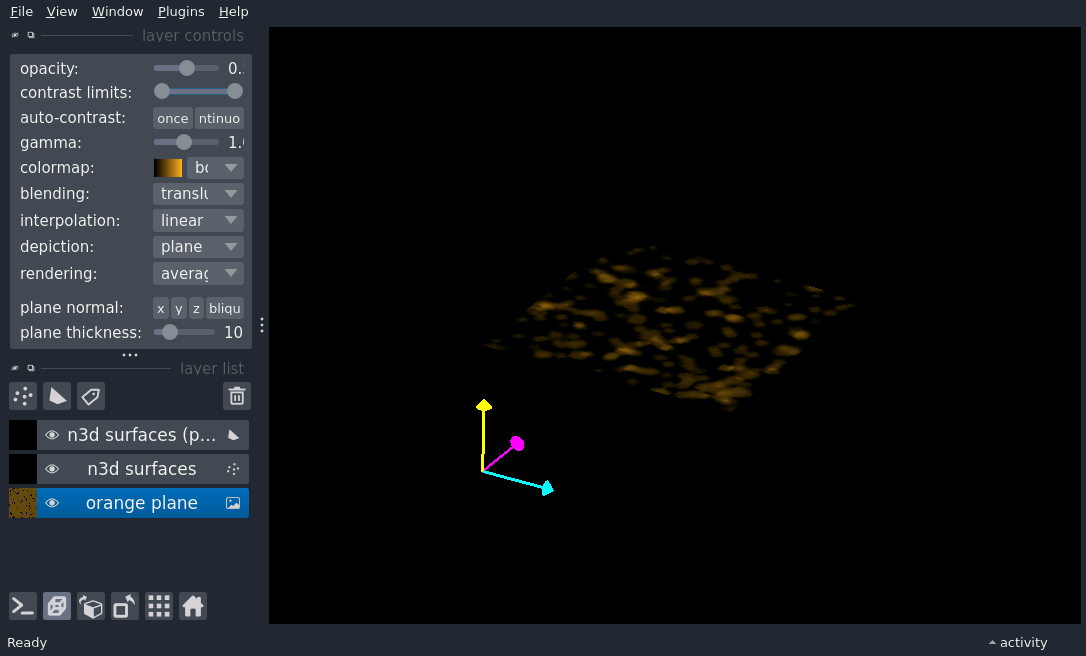 File View Window Plugins Help
layer controls
opacity: 0.
contrast limits:
auto-contrast: once ntinuo
gamma: 1.
colormap: bo
blending: translu
interpolation: linear
depiction: plane
rendering: averag
plane normal: x y z bliqu
plane thickness: 10
layer list
n3d surfaces (p...
n3d surfaces
orange plane
Ready
activity